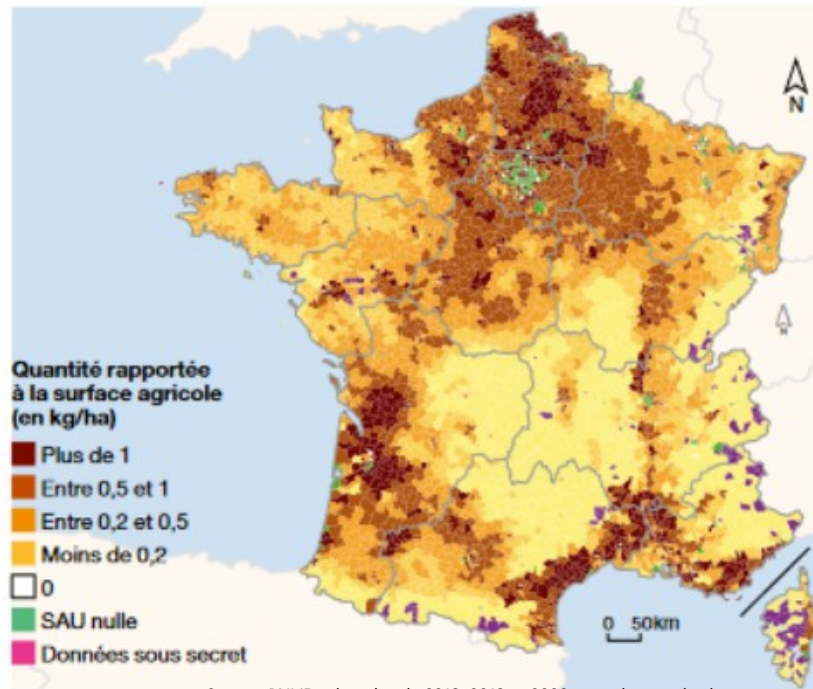 N
N
Quantité rapportée
à la surface agricole
(en kg/ha)
Plus de 1
Entre 0,5 et 1
Entre 0,2 et 0,5
Moins de 0,2
0
SAU nulle
Données sous secret
0 50km